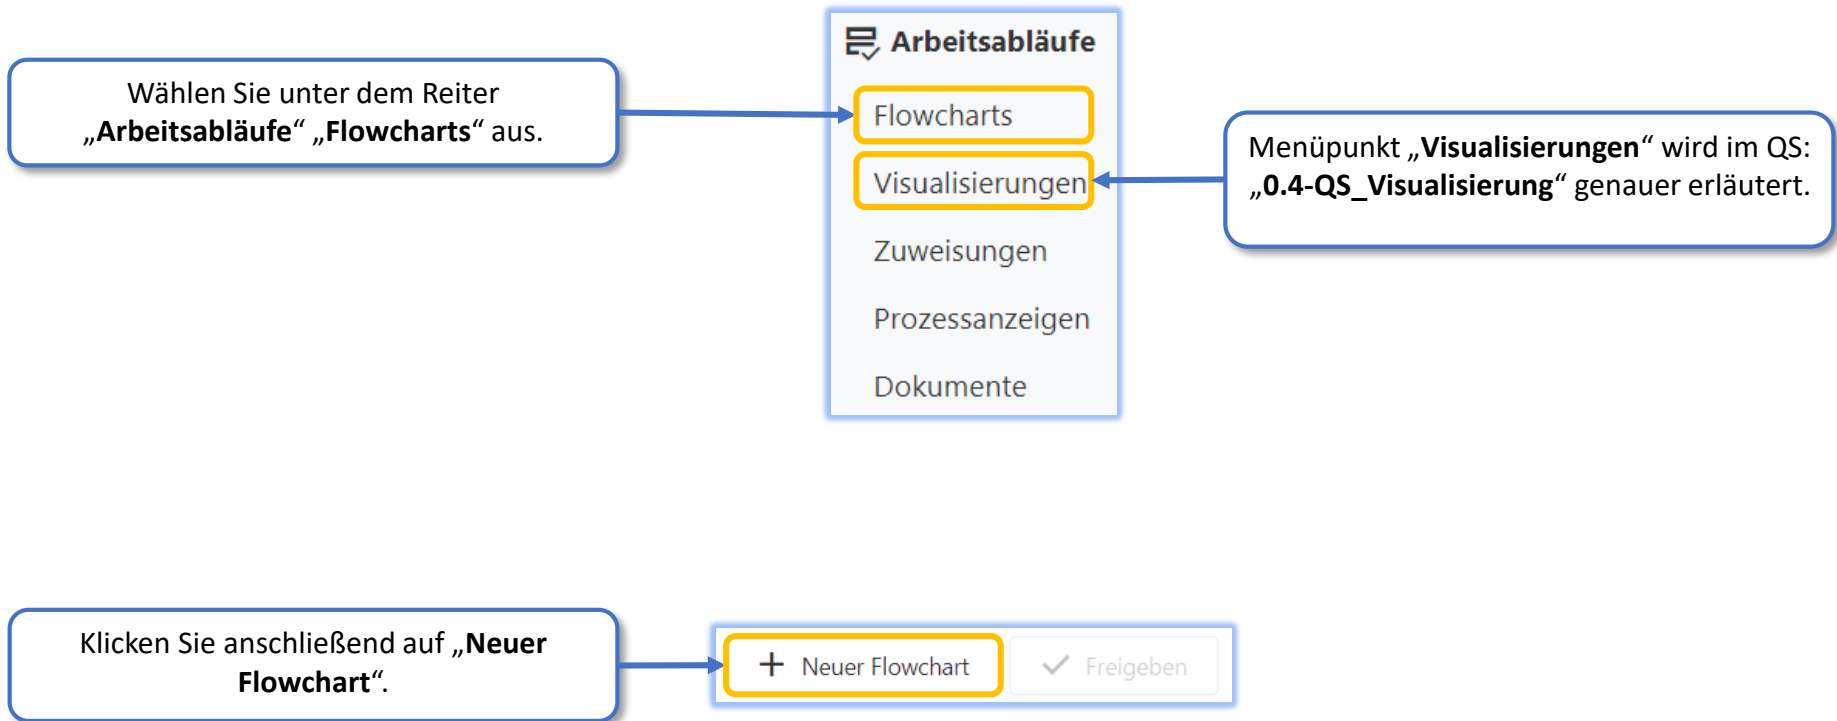 Arbeitsabläufe
Wählen Sie unter dem Reiter
„Arbeitsabläufe“ „Flowcharts“ aus.
Flowcharts
Visualisierungen
Zuweisungen
Prozessanzeigen
Dokumente
Menüpunkt „Visualisierungen“ wird im QS:
„0.4-QS_Visualisierung“ genauer erläutert.
Klicken Sie anschließend auf „Neuer
Flowchart“.
Neuer Flowchart
Freigeben